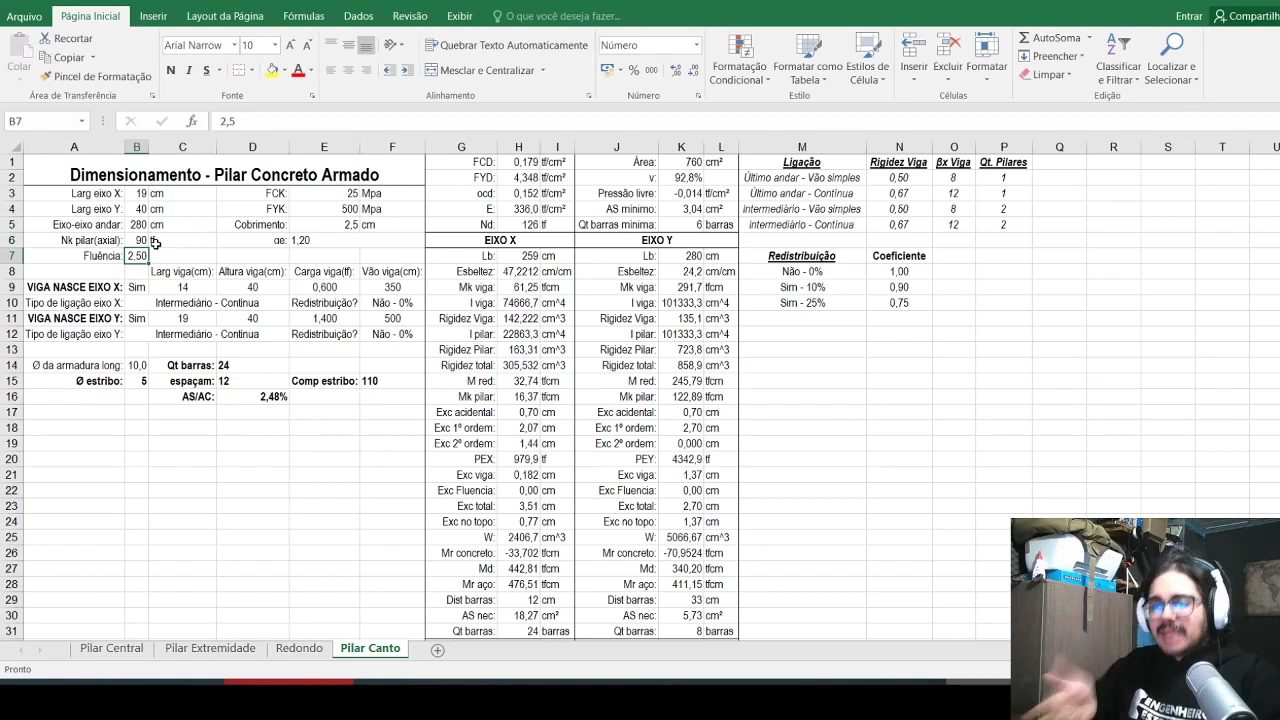 Arquivo Página Inicial Inserir Layout da Página Fórmulas Dados Revisão Exibir O que você deseja fazer... Entrar Compartilh
Colar Recortar Copiar Pincel de Formatação
Arial Narrow 10 N I S
Quebrar Texto Automaticamente Mesclar e Centralizar
Número % 000
Formatação Condicional Formatar como Tabela Estilos de Célula
Inserir Excluir Formatar
AutoSoma Preencher Limpar Classificar e Filtrar Localizar e Selecionar
Área de Transferência Fonte Alinhamento Número Estilo Células Edição
B7 fx 2,5
A B C D E F G H I J K L M N O P Q R S T
1 FCD: 0,179 tf/cm² Área: 760 cm² Ligação Rigidez Viga βx Viga Qt. Pilares
2 Dimensionamento - Pilar Concreto Armado FYD: 4,348 tf/cm² v: 92,8% Último andar - Vão simples 0,50 8 1
3 Larg eixo X: 19 cm FCK: 25 Mpa σcd: 0,152 tf/cm² Pressão livre: -0,014 tf/cm² Último andar - Contínua 0,67 12 1
4 Larg eixo Y: 40 cm FYK: 500 Mpa E: 336,0 tf/cm² AS mínimo: 3,04 cm² Intermediário - Vão simples 0,50 8 2
5 Eixo-eixo andar: 280 cm Cobrimento: 2,5 cm Nd: 126 tf Qt barras mínima: 6 barras Intermediário - Contínua 0,67 12 2
6 Nk pilar(axial): 90 tf αe: 1,20 EIXO X EIXO Y
7 Fluência: 2,50 Lb: 259 cm Lb: 280 cm Redistribuição Coeficiente
8 Larg viga(cm): Altura viga(cm): Carga viga(tf): Vão viga(cm): Esbeltez: 47,2112 cm/cm Esbeltez: 24,2 cm/cm Não - 0% 1,00
9 VIGA NASCE EIXO X: Sim 14 40 0,600 350 Mk viga: 61,25 tfcm Mk viga: 291,7 tfcm Sim - 10% 0,90
10 Tipo de ligação eixo X: Intermediário - Contínua Redistribuição? Não - 0% I viga: 74666,7 cm^4 I viga: 101333,3 cm^4 Sim - 25% 0,75
11 VIGA NASCE EIXO Y: Sim 19 40 1,400 500 Rigidez Viga: 142,222 cm^3 Rigidez Viga: 135,1 cm^3
12 Tipo de ligação eixo Y: Intermediário - Contínua Redistribuição? Não - 0% I pilar: 22863,3 cm^4 I pilar: 101333,3 cm^4
13 Rigidez Pilar: 163,31 cm^3 Rigidez Pilar: 723,8 cm^3
14 Ø da armadura long: 10,0 Qt barras: 24 Rigidez total: 305,532 cm^3 Rigidez total: 858,9 cm^3
15 Ø estribo: 5 espaçam: 12 Comp estribo: 110 M red: 32,74 tfcm M red: 245,79 tfcm
16 AS/AC: 2,48% Mk pilar: 16,37 tfcm Mk pilar: 122,89 tfcm
17 Exc acidental: 0,70 cm Exc acidental: 0,70 cm
18 Exc 1º ordem: 2,07 cm Exc 1º ordem: 2,70 cm
19 Exc 2º ordem: 1,44 cm Exc 2º ordem: 0,000 cm
20 PEX: 979,9 tf PEY: 4342,9 tf
21 Exc viga: 0,182 cm Exc viga: 1,37 cm
22 Exc Fluencia: 0,00 cm Exc Fluencia: 0,00 cm
23 Exc total: 3,51 cm Exc total: 2,70 cm
24 Exc no topo: 0,77 cm Exc no topo: 1,37 cm
25 W: 2406,7 cm^3 W: 5066,67 cm^3
26 Mr concreto: -33,702 tfcm Mr concreto: -70,9524 tfcm
27 Md: 442,81 tfcm Md: 340,20 tfcm
28 Mr aço: 476,51 tfcm Mr aço: 411,15 tfcm
29 Dist barras: 12 cm Dist barras: 33 cm
30 AS nec: 18,27 cm² AS nec: 5,73 cm²
31 Qt barras: 24 barras Qt barras: 8 barras
Pilar Central Pilar Extremidade Redondo Pilar Canto
Pronto